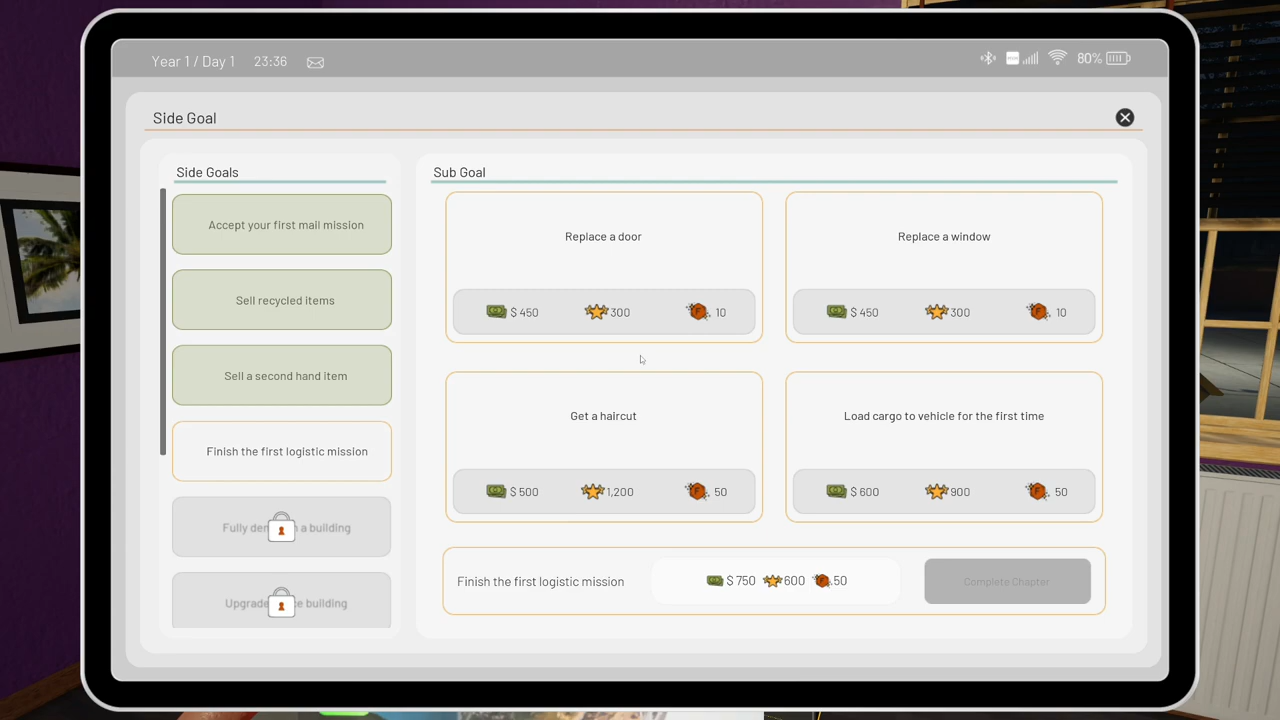 Year 1 / Day 1 23:36
80%
Side Goal
Side Goals
Accept your first mail mission
Sell recycled items
Sell a second hand item
Finish the first logistic mission
a building
building
Sub Goal
Replace a door
$ 450 300 10
Replace a window
$ 450 300 10
Get a haircut
$ 500 1,200 50
Load cargo to vehicle for the first time
$ 600 900 50
Finish the first logistic mission
$ 750 600 50
Complete Chapter